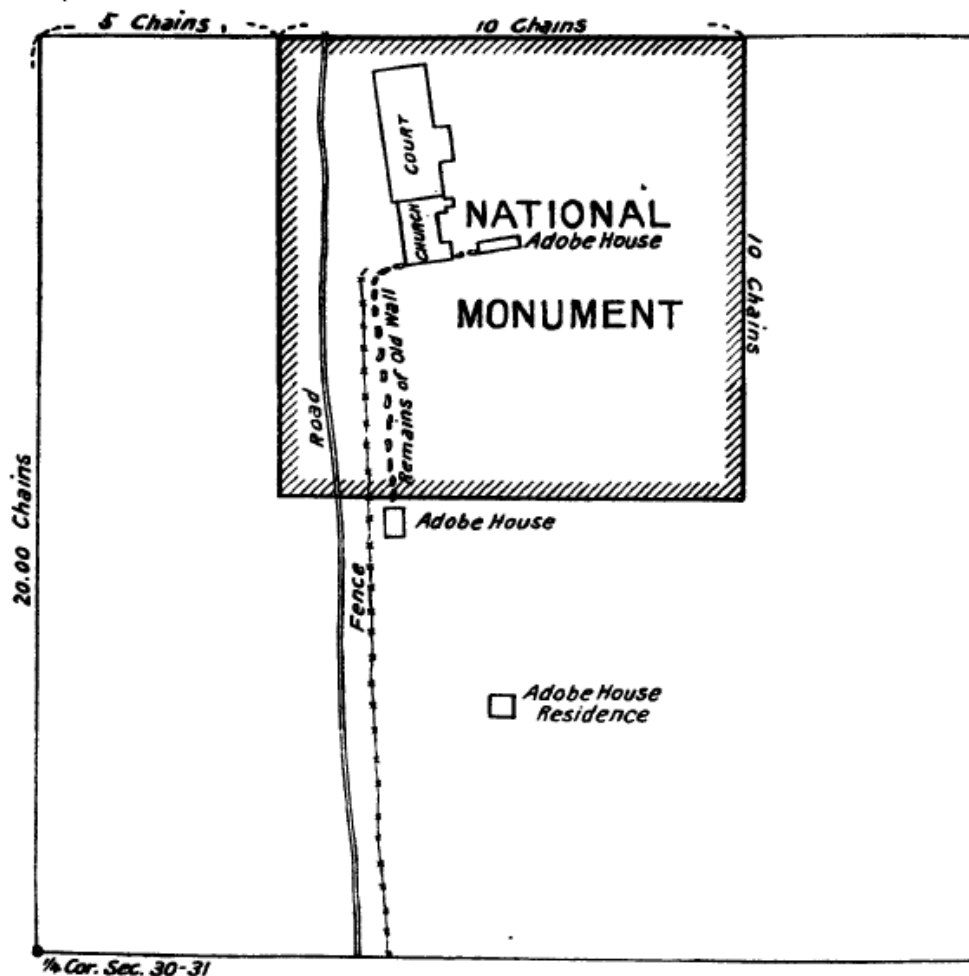 5 Chains
10 Chains
COURT
CHURCH
NATIONAL
Adobe House
10 Chains
MONUMENT
Remains of Old Wall
Road
20.00 Chains
Adobe House
Fence
Adobe House
Residence
¼ Cor. Sec. 30-31